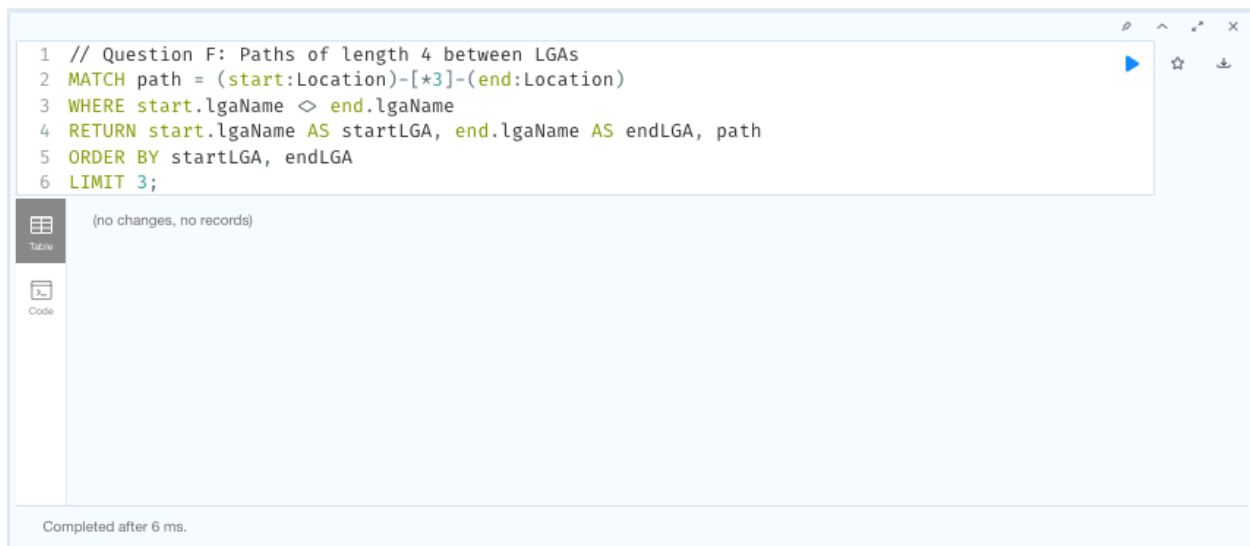 1 // Question F: Paths of length 4 between LGAs
2 MATCH path = (start:Location)-[*3]-(end:Location)
3 WHERE start.lgaName <> end.lgaName
4 RETURN start.lgaName AS startLGA, end.lgaName AS endLGA, path
5 ORDER BY startLGA, endLGA
6 LIMIT 3;
(no changes, no records)
Table
Code
Completed after 6 ms.